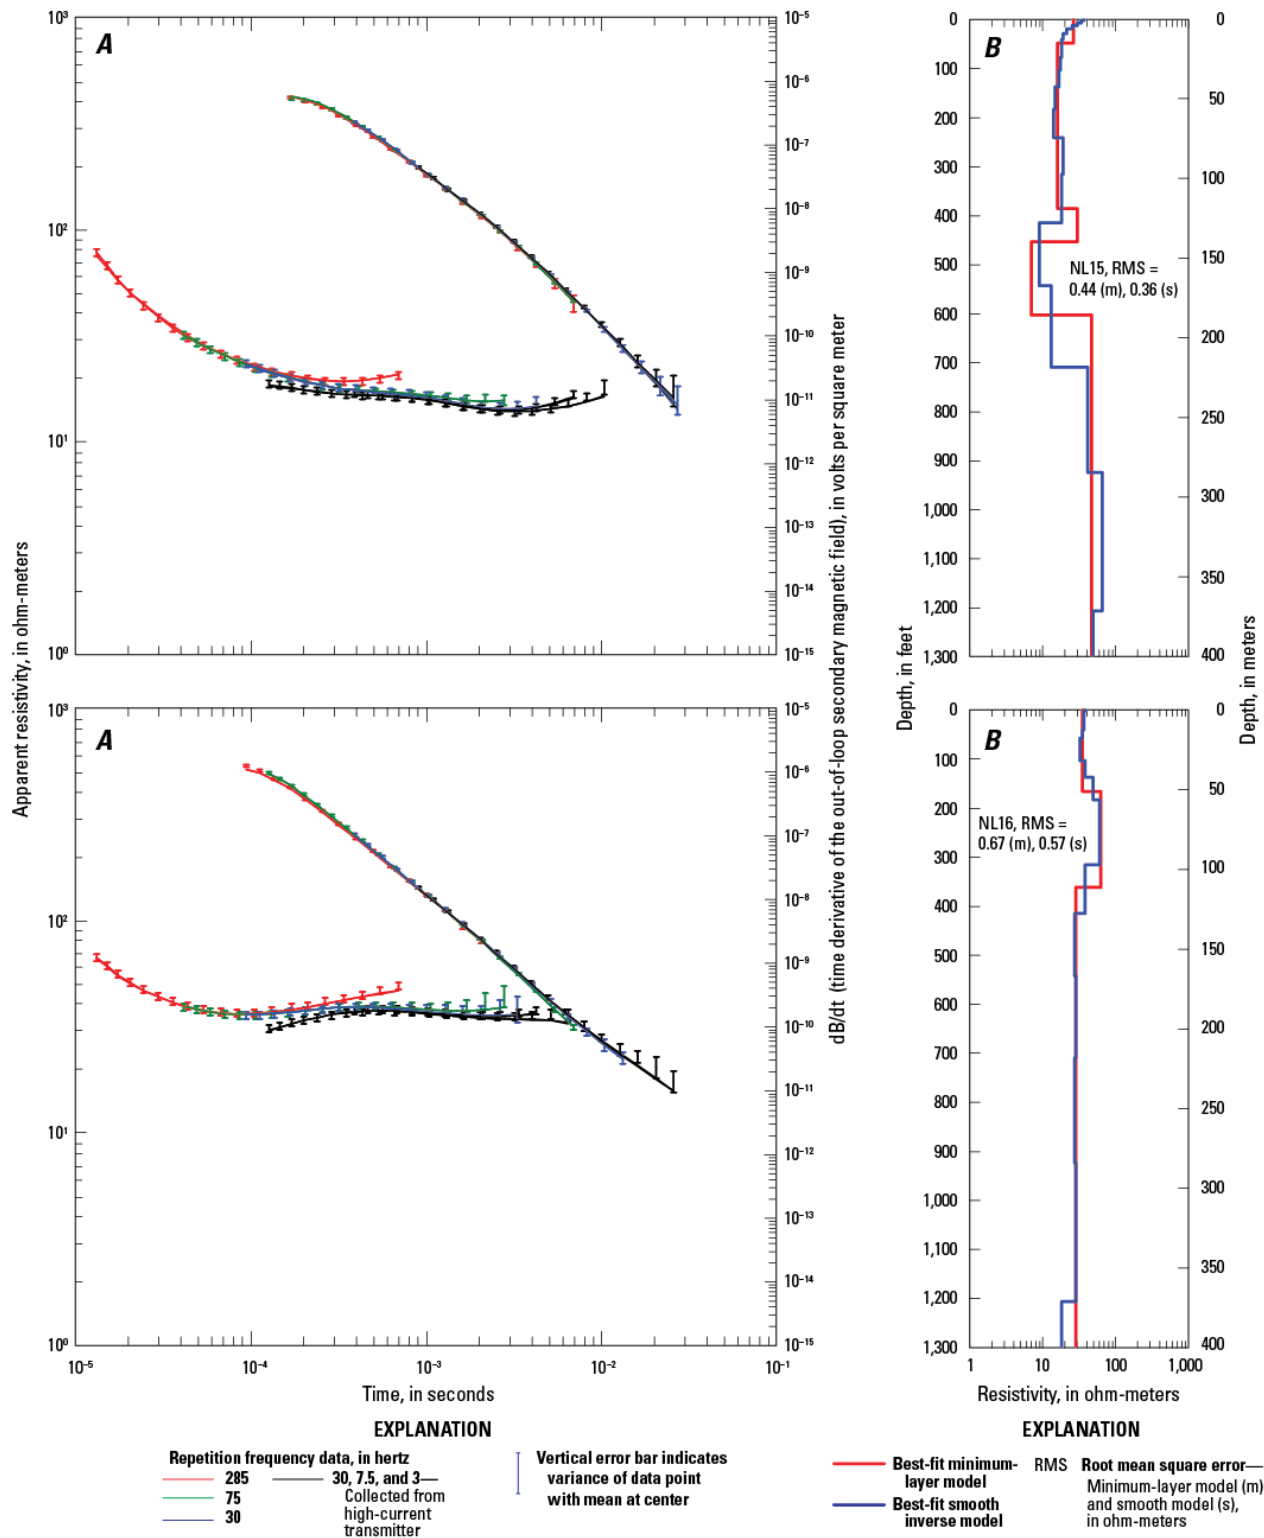 A
10³
10²
10¹
10⁰
10⁻⁵
10⁻⁶
10⁻⁷
10⁻⁸
10⁻⁹
10⁻¹⁰
10⁻¹¹
10⁻¹²
10⁻¹³
10⁻¹⁴
10⁻¹⁵
B
0
100
200
300
400
500
600
700
800
900
1,000
1,100
1,200
1,300
0
50
100
150
200
250
300
350
400
NL15, RMS =
0.44 (m), 0.36 (s)
Apparent resistivity, in ohm-meters
dB/dt (time derivative of the out-of-loop secondary magnetic field), in volts per square meter
Depth, in feet
Depth, in meters
A
10³
10²
10¹
10⁰
10⁻⁵
10⁻⁶
10⁻⁷
10⁻⁸
10⁻⁹
10⁻¹⁰
10⁻¹¹
10⁻¹²
10⁻¹³
10⁻¹⁴
10⁻¹⁵
10⁻⁵
10⁻⁴
10⁻³
10⁻²
10⁻¹
Time, in seconds
B
0
100
200
300
400
500
600
700
800
900
1,000
1,100
1,200
1,300
0
50
100
150
200
250
300
350
400
NL16, RMS =
0.67 (m), 0.57 (s)
1
10
100
1,000
Resistivity, in ohm-meters
EXPLANATION
Repetition frequency data, in hertz
285
75
30
30, 7.5, and 3—
Collected from
high-current
transmitter
Vertical error bar indicates
variance of data point
with mean at center
EXPLANATION
Best-fit minimum-
layer model
Best-fit smooth
inverse model
RMS
Root mean square error—
Minimum-layer model (m)
and smooth model (s),
in ohm-meters